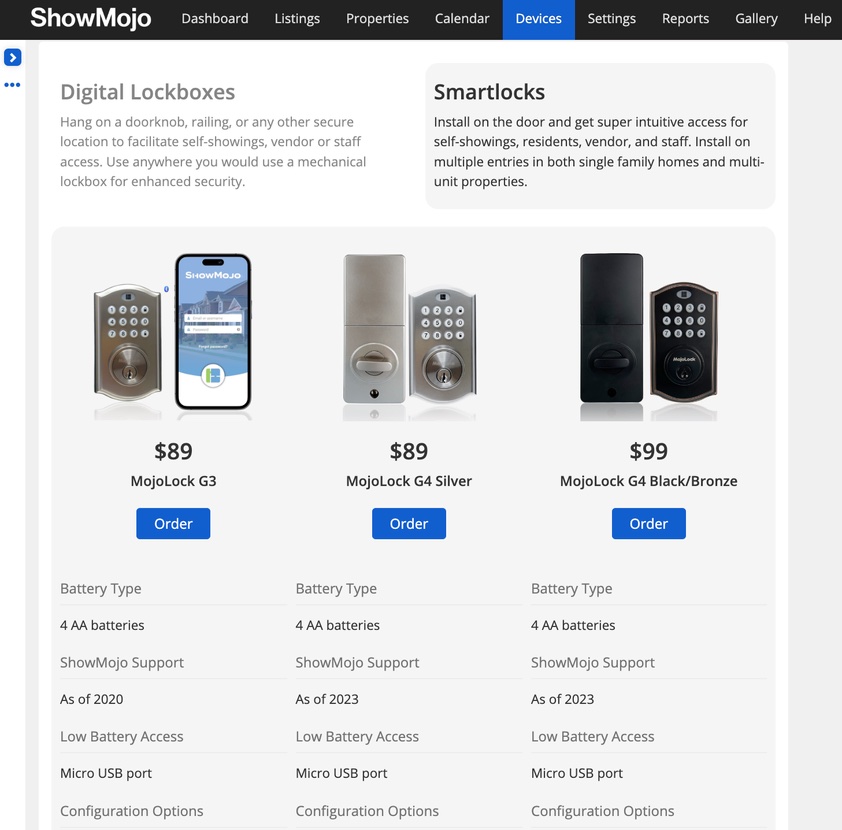 ShowMojo Dashboard Listings Properties Calendar Devices Settings Reports Gallery Help
Digital Lockboxes
Hang on a doorknob, railing, or any other secure
location to facilitate self-showings, vendor or staff
access. Use anywhere you would use a mechanical
lockbox for enhanced security.
Smartlocks
Install on the door and get super intuitive access for
self-showings, residents, vendor, and staff. Install on
multiple entries in both single family homes and multi-
unit properties.
ShowMojo
MojoLock
$89 $89 $99
MojoLock G3 MojoLock G4 Silver MojoLock G4 Black/Bronze
Order Order Order
Battery Type Battery Type Battery Type
4 AA batteries 4 AA batteries 4 AA batteries
ShowMojo Support ShowMojo Support ShowMojo Support
As of 2020 As of 2023 As of 2023
Low Battery Access Low Battery Access Low Battery Access
Micro USB port Micro USB port Micro USB port
Configuration Options Configuration Options Configuration Options